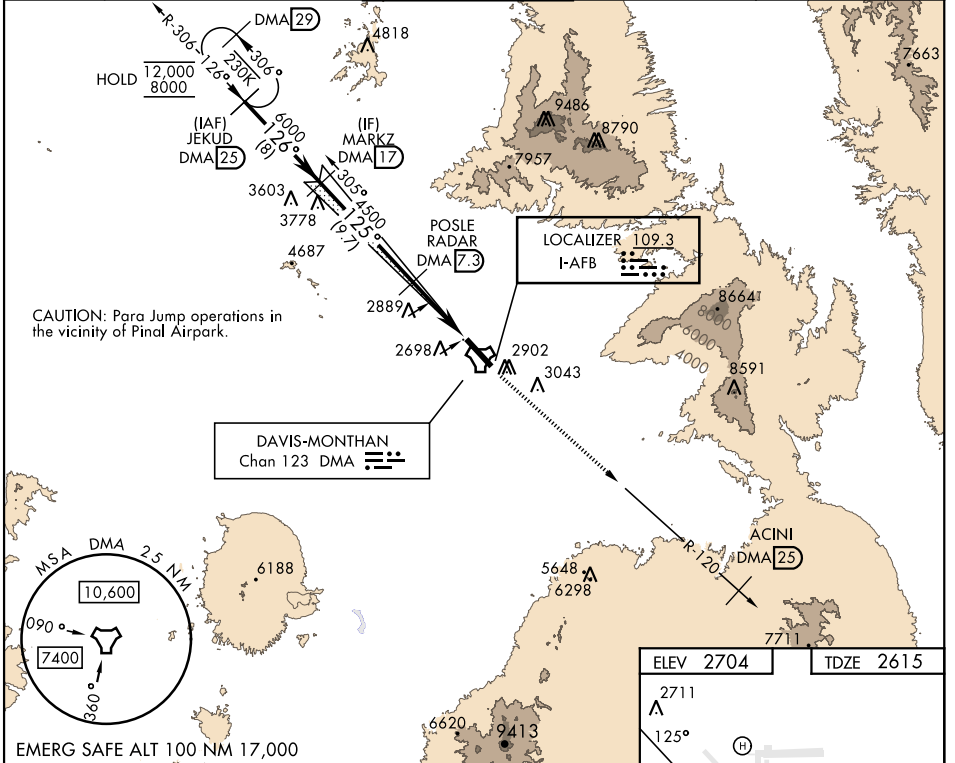 DMA 29
4818
R-306
126°
306°
230K
HOLD
12,000
8000
7663
(IAF)
JEKUD
DMA 25
6000
126°
(8)
(IF)
MARKZ
DMA 17
9486
8790
7957
305°
3603
3778
4500
125°
(9.7)
4687
POSLE
RADAR
DMA 7.3
LOCALIZER 109.3
I-AFB
2889
8664
8000
6000
4000
CAUTION: Para Jump operations in
the vicinity of Pinal Airpark.
2698
2902
3043
8591
DAVIS-MONTHAN
Chan 123 DMA
ACINI
DMA 25
R-120
MSA DMA 25 NM
10,600
090°
7400
360°
6188
5648
6298
7711
ELEV 2704
TDZE 2615
2711
125°
H
6620
9413
EMERG SAFE ALT 100 NM 17,000